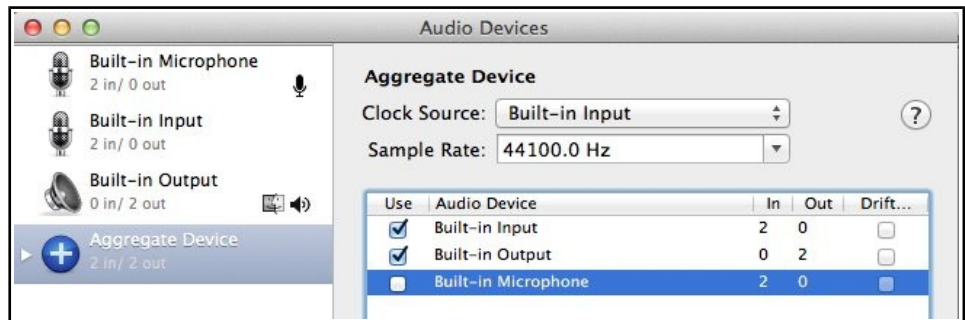 Audio Devices
Built-in Microphone
2 in/ 0 out
Built-in Input
2 in/ 0 out
Built-in Output
0 in/ 2 out
Aggregate Device
2 in/ 2 out
Aggregate Device
Clock Source: Built-in Input
?
Sample Rate: 44100.0 Hz
Use Audio Device In Out Drift...
Built-in Input 2 0
Built-in Output 0 2
Built-in Microphone 2 0